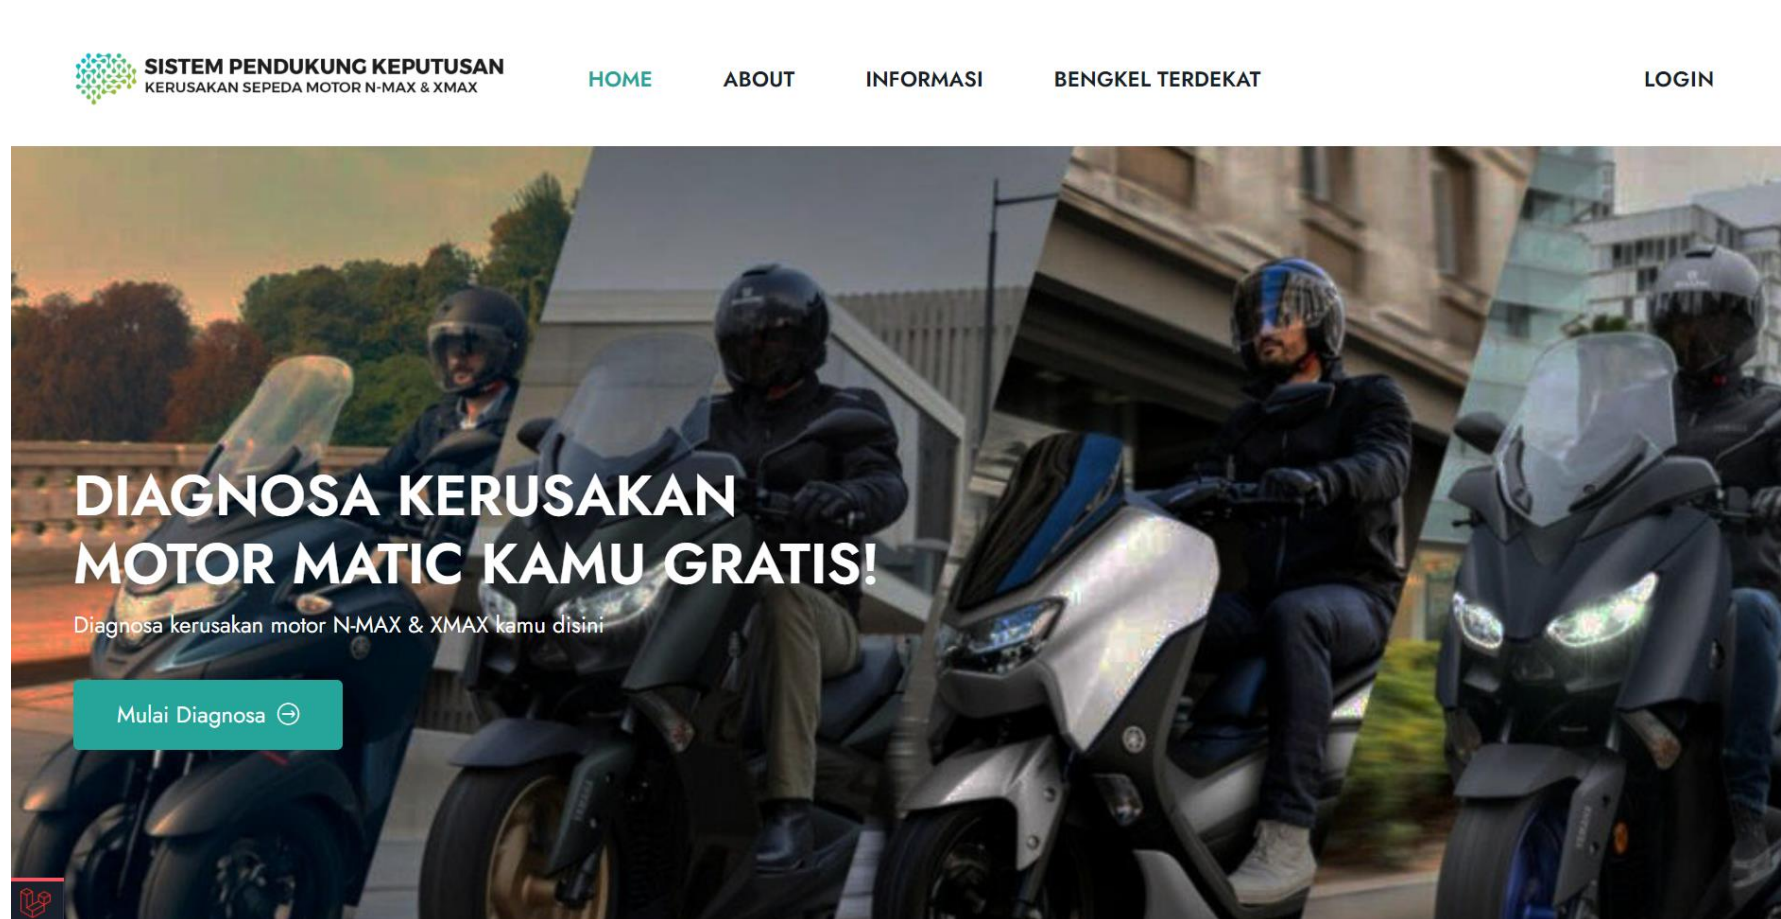 SISTEM PENDUKUNG KEPUTUSAN
KERUSAKAN SEPEDA MOTOR N-MAX & XMAX
HOME
ABOUT
INFORMASI
BENGKEL TERDEKAT
LOGIN
DIAGNOSA KERUSAKAN
MOTOR MATIC KAMU GRATIS!
Diagnosa kerusakan motor N-MAX & XMAX kamu disini
Mulai Diagnosa